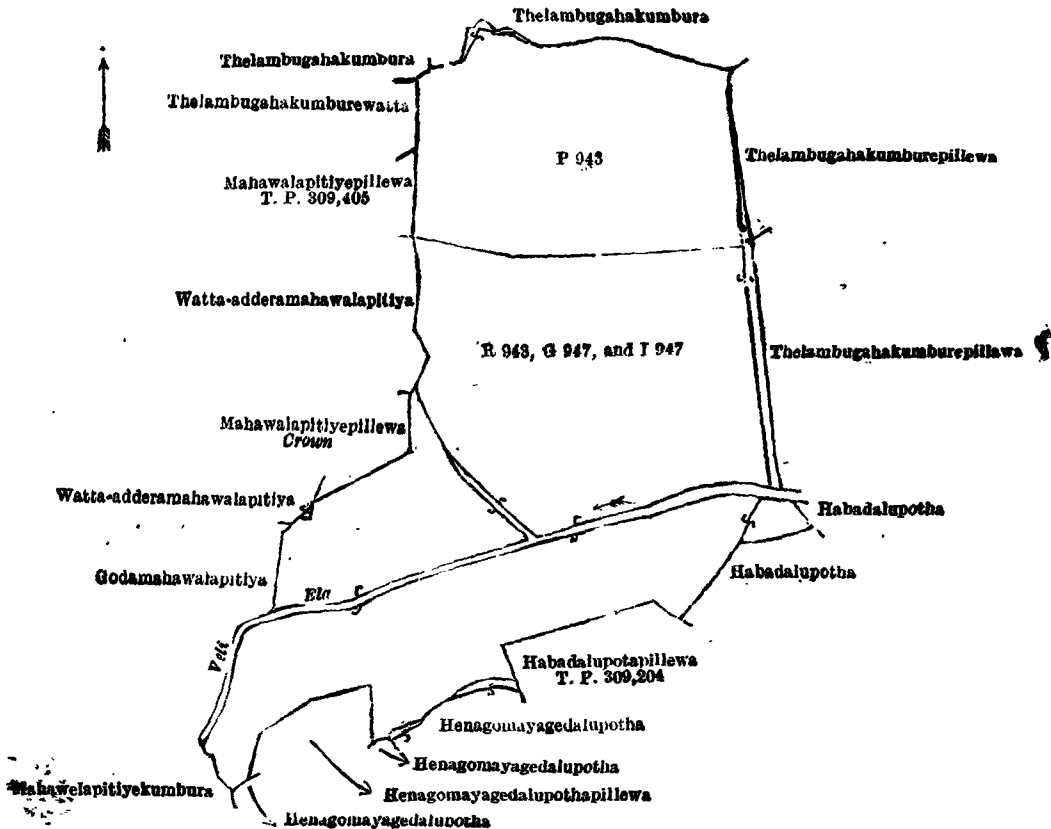 Thelambugahakumbura
Thelambugahakumbura
Thelambugahakumburewatta
P 943
Thelambugahakumburepillewa
Mahawalapitiyepillewa
T. P. 309,405
Watta-adderamahawalapitiya
R 943, G 947, and I 947
Thelambugahakumburepillawa
Mahawalapitiyepillewa
Crown
Watta-adderamahawalapitiya
Habadalupotha
Godamahawalapitiya
Ela
Habadalupotha
Vell
Habadalupotapillewa
T. P. 309,204
Henagomayagedalupotha
Henagomayagedalupotha
Mahawelapitiyekumbura
Henagomayagedalupothapillewa
Henagomayagedalupotha